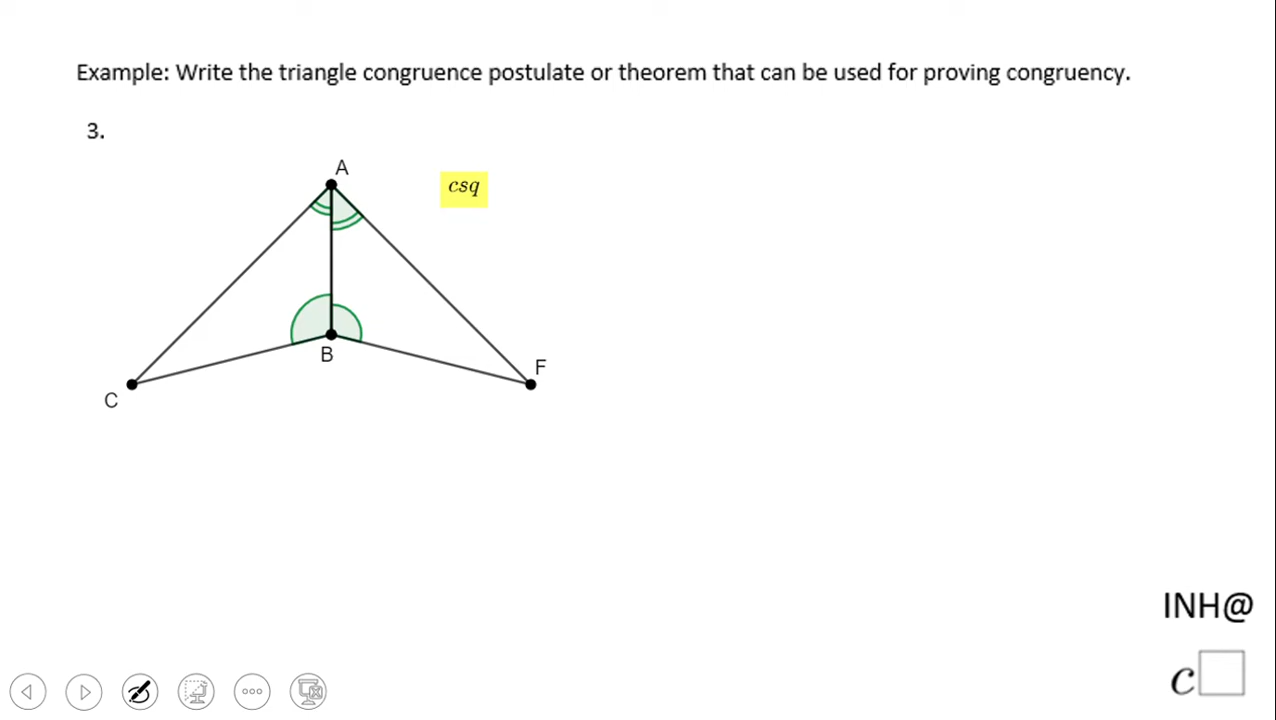 Example: Write the triangle congruence postulate or theorem that can be used for proving congruency.
3.
A
csq
B
F
C
INH@
c